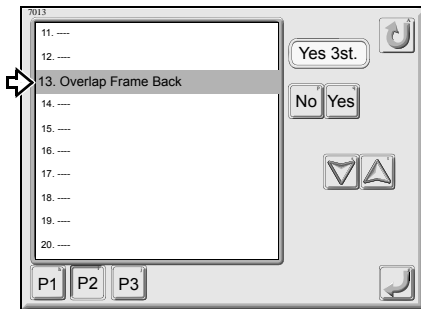 7013
11. ----
12. ----
13. Overlap Frame Back
14. ----
15. ----
16. ----
17. ----
18. ----
19. ----
20. ----
Yes 3st.
No Yes
P1 P2 P3